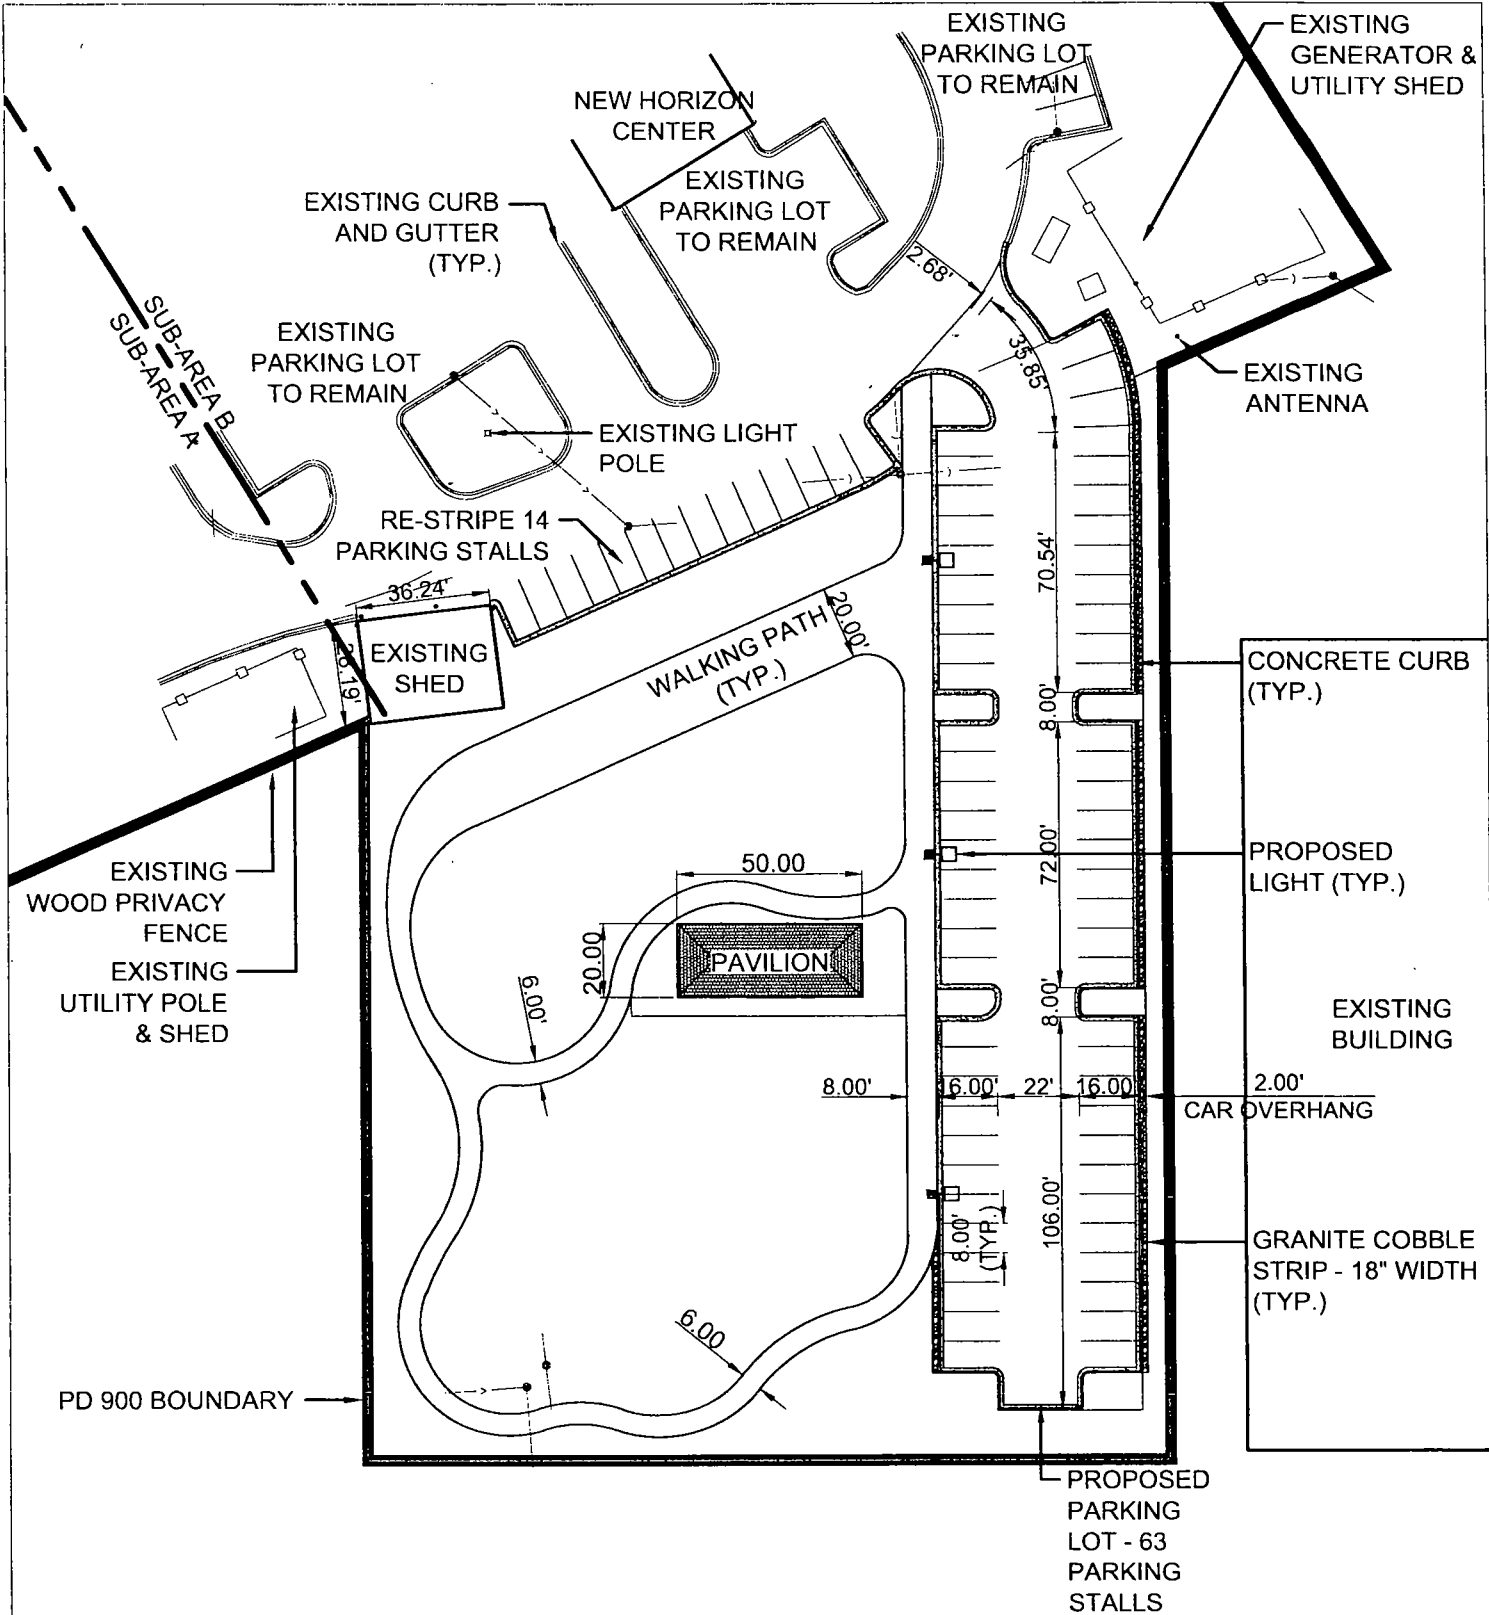 EXISTING
PARKING LOT
TO REMAIN
EXISTING
GENERATOR &
UTILITY SHED
NEW HORIZON
CENTER
EXISTING
PARKING LOT
TO REMAIN
EXISTING CURB
AND GUTTER
(TYP.)
2.68'
35.85'
SUB-AREA B
SUB-AREA A
EXISTING
PARKING LOT
TO REMAIN
EXISTING
ANTENNA
EXISTING LIGHT
POLE
RE-STRIPE 14
PARKING STALLS
70.54'
36.24'
EXISTING
SHED
WALKING PATH
(TYP.)
20.00'
CONCRETE CURB
(TYP.)
8.00'
72.00'
PROPOSED
LIGHT (TYP.)
EXISTING
WOOD PRIVACY
FENCE
50.00
20.00
PAVILION
EXISTING
UTILITY POLE
& SHED
6.00'
8.00'
EXISTING
BUILDING
8.00'
16.00'
22'
16.00'
2.00'
CAR OVERHANG
106.00'
8.00'
(TYP.)
GRANITE COBBLE
STRIP - 18" WIDTH
(TYP.)
6.00
PD 900 BOUNDARY
PROPOSED
PARKING
LOT - 63
PARKING
STALLS